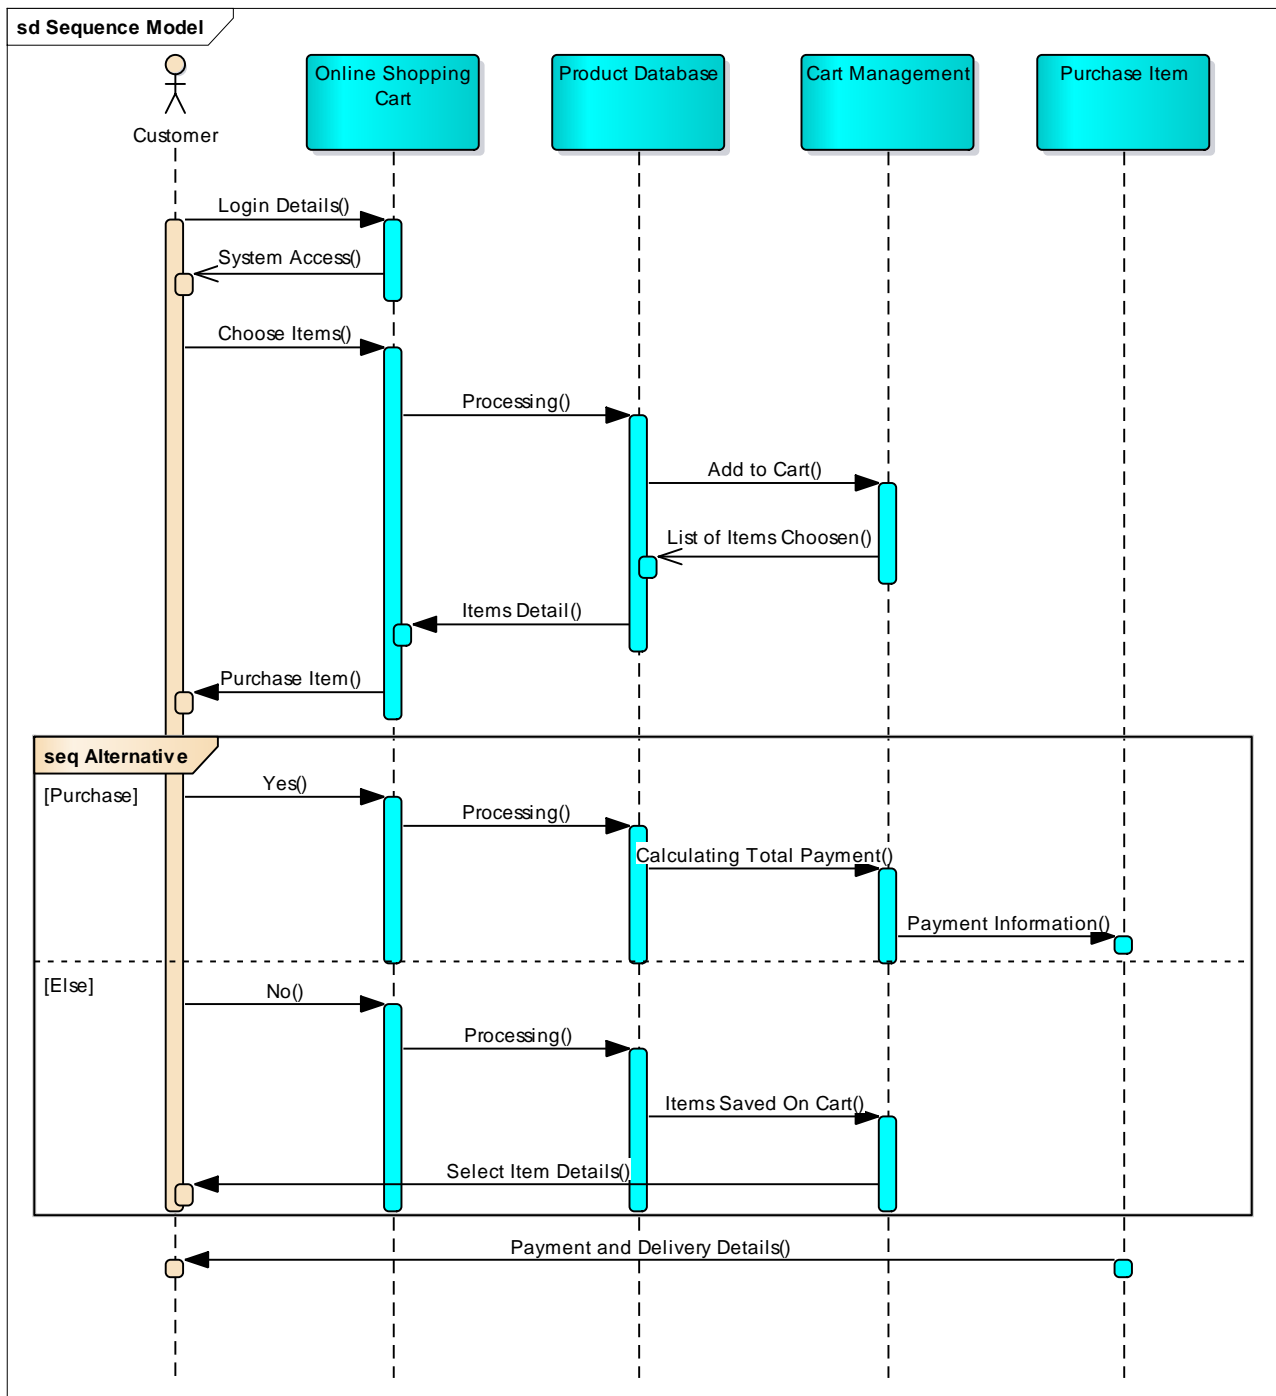 sd Sequence Model
Customer
Online Shopping
Cart
Product Database
Cart Management
Purchase Item
Login Details()
System Access()
Choose Items()
Processing()
Add to Cart()
List of Items Choosen()
Items Detail()
Purchase Item()
seq Alternative
[Purchase]
Yes()
Processing()
Calculating Total Payment()
Payment Information()
[Else]
No()
Processing()
Items Saved On Cart()
Select Item Details()
Payment and Delivery Details()